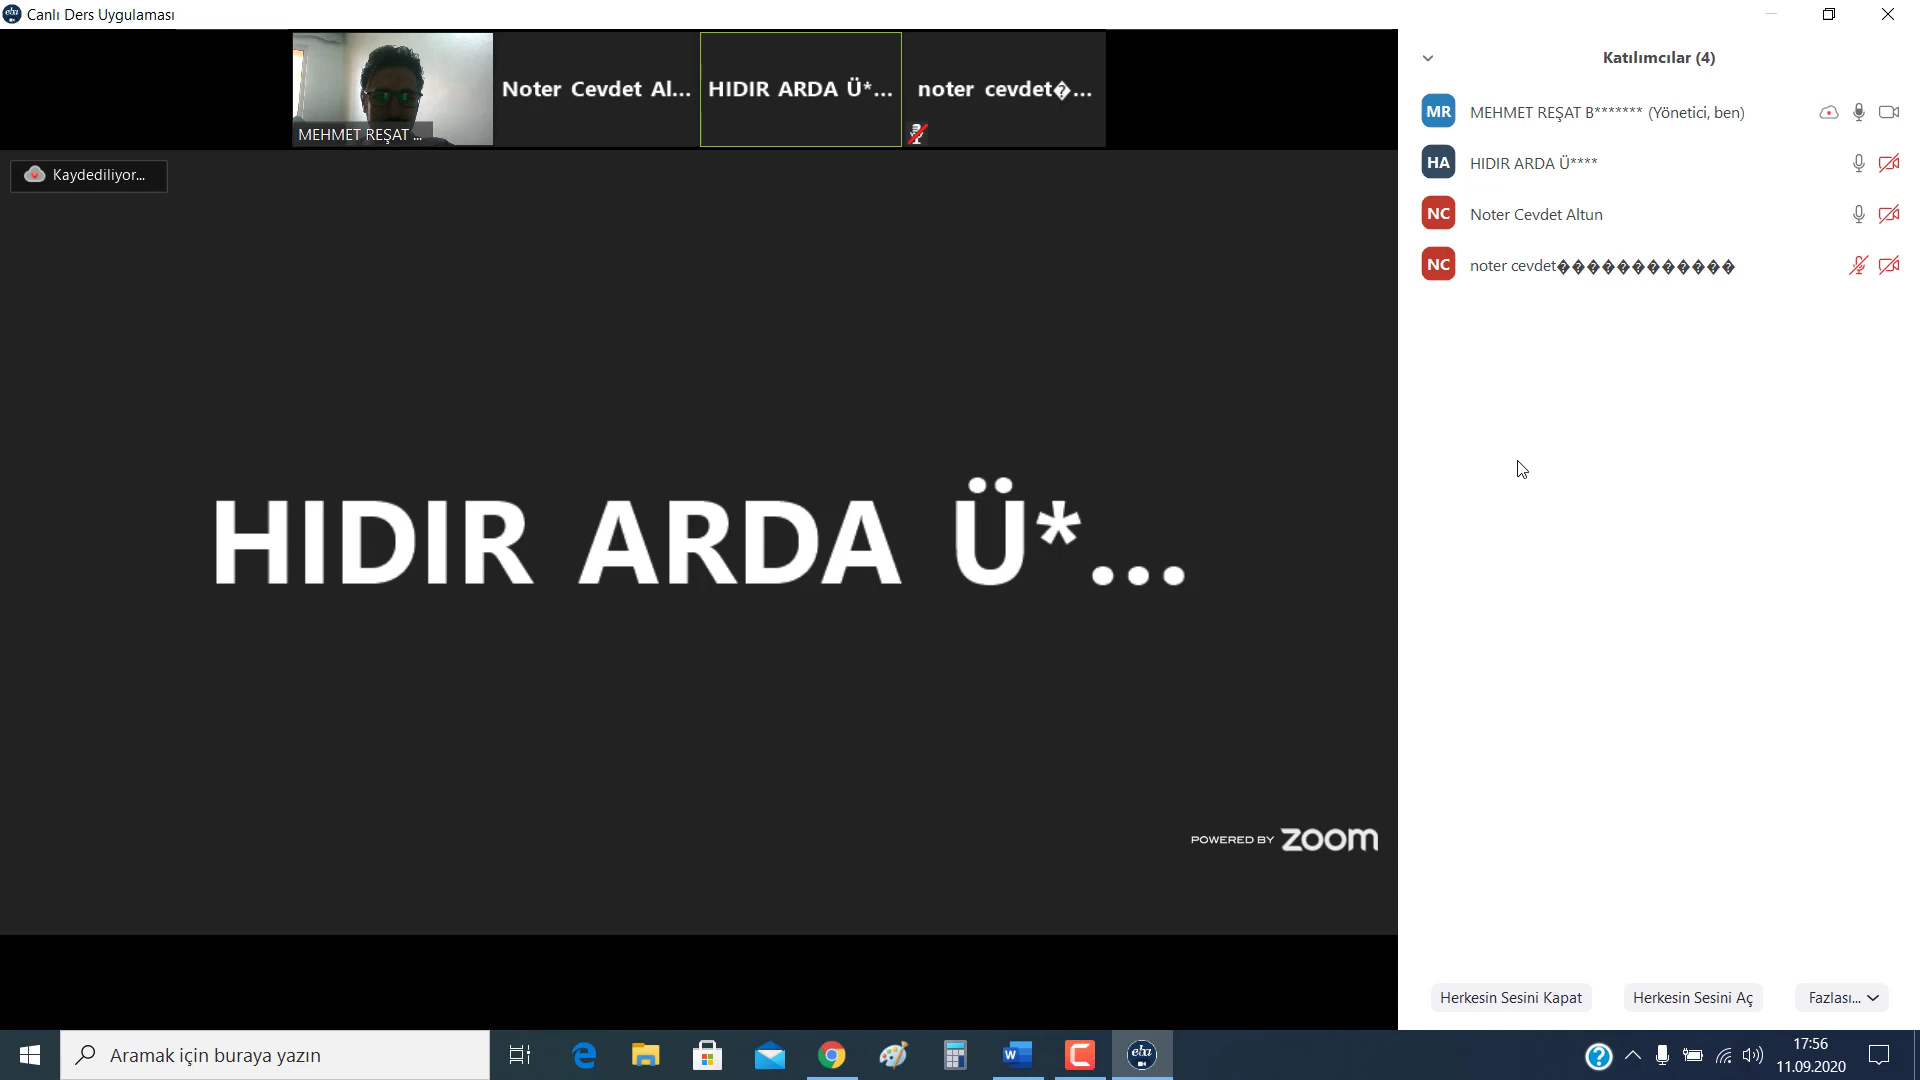 Canlı Ders Uygulaması
MEHMET REŞAT ...
Noter Cevdet Al...
HIDIR ARDA Ü*...
noter cevdet�...
Kaydediliyor...
HIDIR ARDA Ü*...
POWERED BY zoom
Katılımcılar (4)
MR MEHMET REŞAT B******* (Yönetici, ben)
HA HIDIR ARDA Ü****
NC Noter Cevdet Altun
NC noter cevdet������������
Herkesin Sesini Kapat
Herkesin Sesini Aç
Fazlası...
Aramak için buraya yazın
eba
17:56
11.09.2020